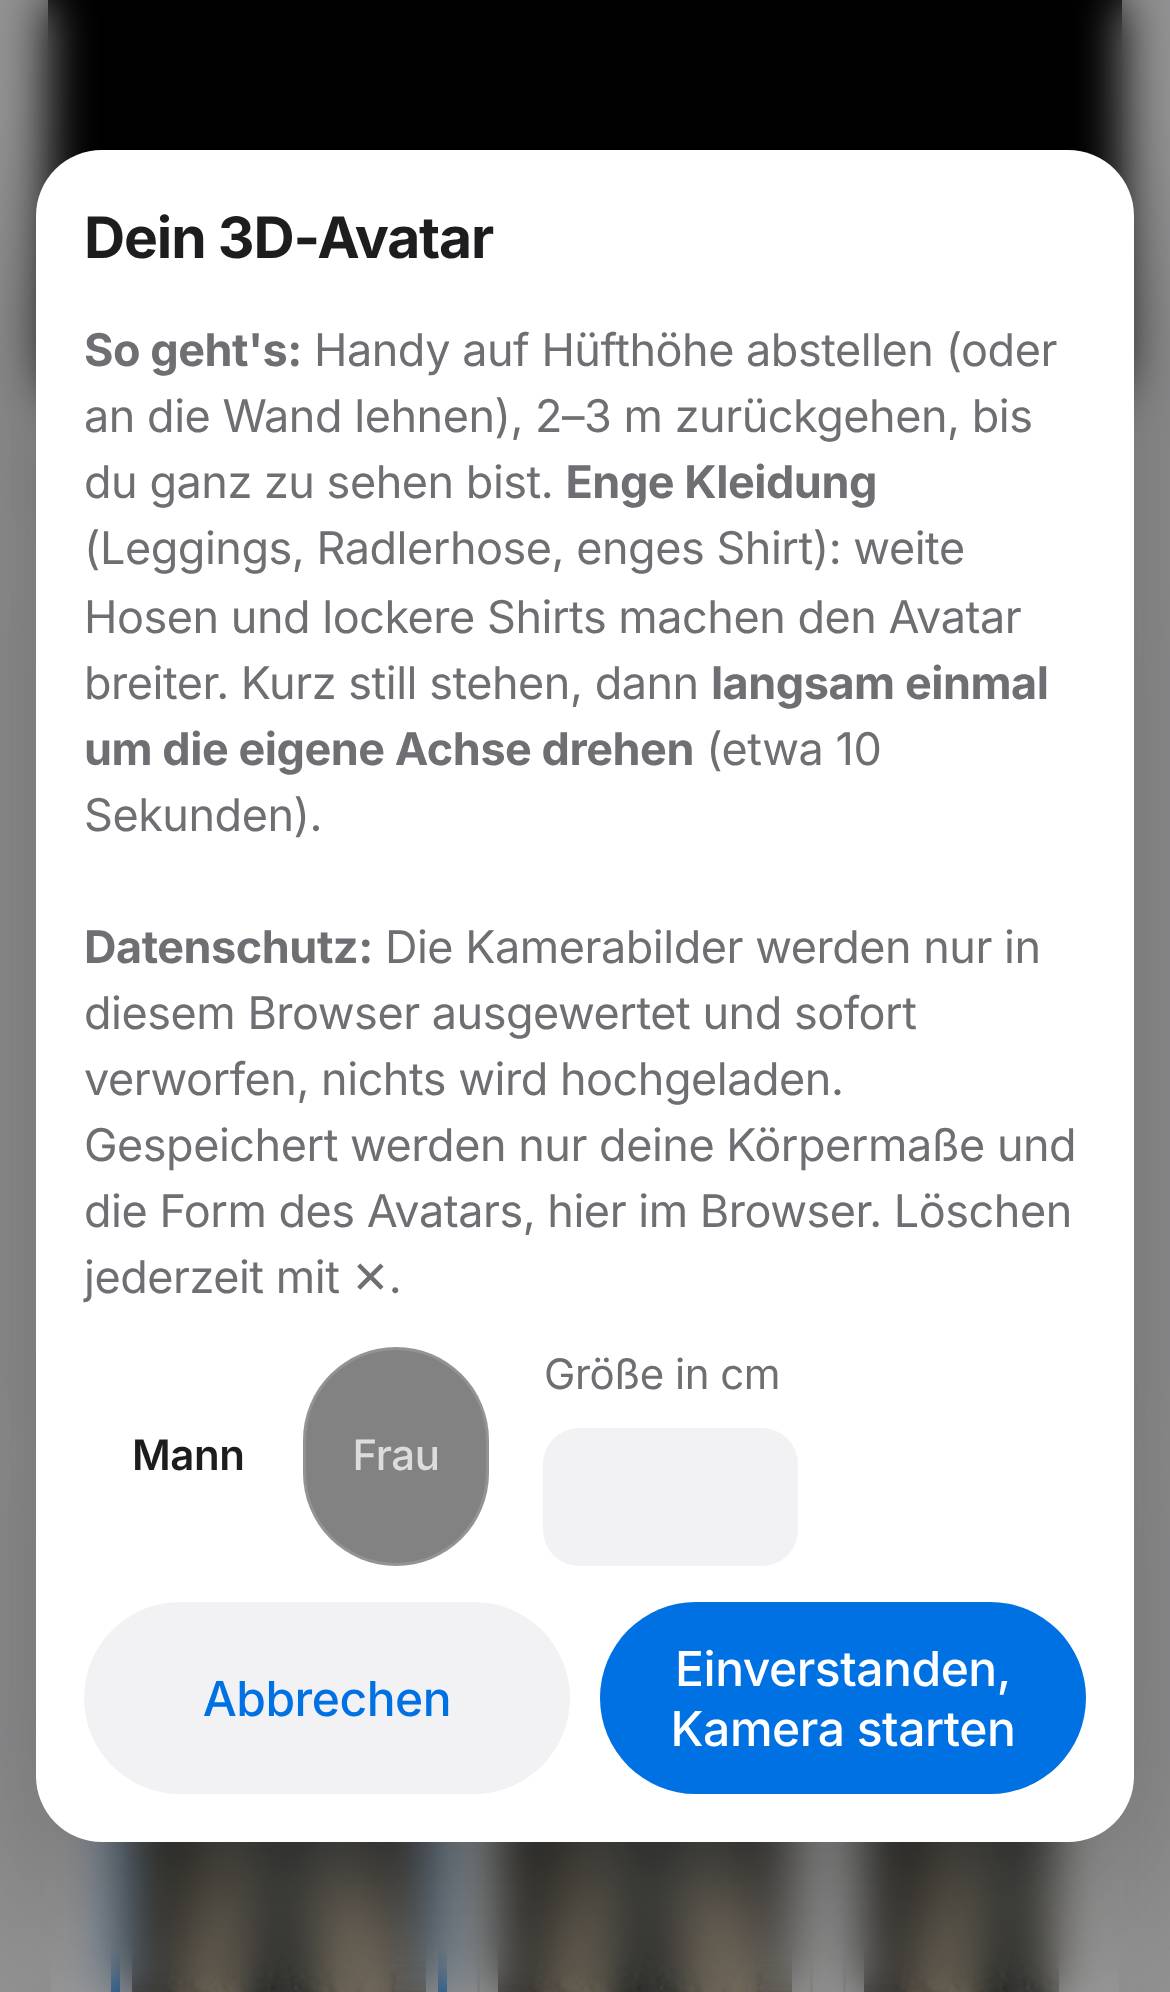 Dein 3D-Avatar
So geht's: Handy auf Hüfthöhe abstellen (oder
an die Wand lehnen), 2–3 m zurückgehen, bis
du ganz zu sehen bist. Enge Kleidung
(Leggings, Radlerhose, enges Shirt): weite
Hosen und lockere Shirts machen den Avatar
breiter. Kurz still stehen, dann langsam einmal
um die eigene Achse drehen (etwa 10
Sekunden).
Datenschutz: Die Kamerabilder werden nur in
diesem Browser ausgewertet und sofort
verworfen, nichts wird hochgeladen.
Gespeichert werden nur deine Körpermaße und
die Form des Avatars, hier im Browser. Löschen
jederzeit mit ✕.
Größe in cm
Mann Frau
Abbrechen
Einverstanden,
Kamera starten